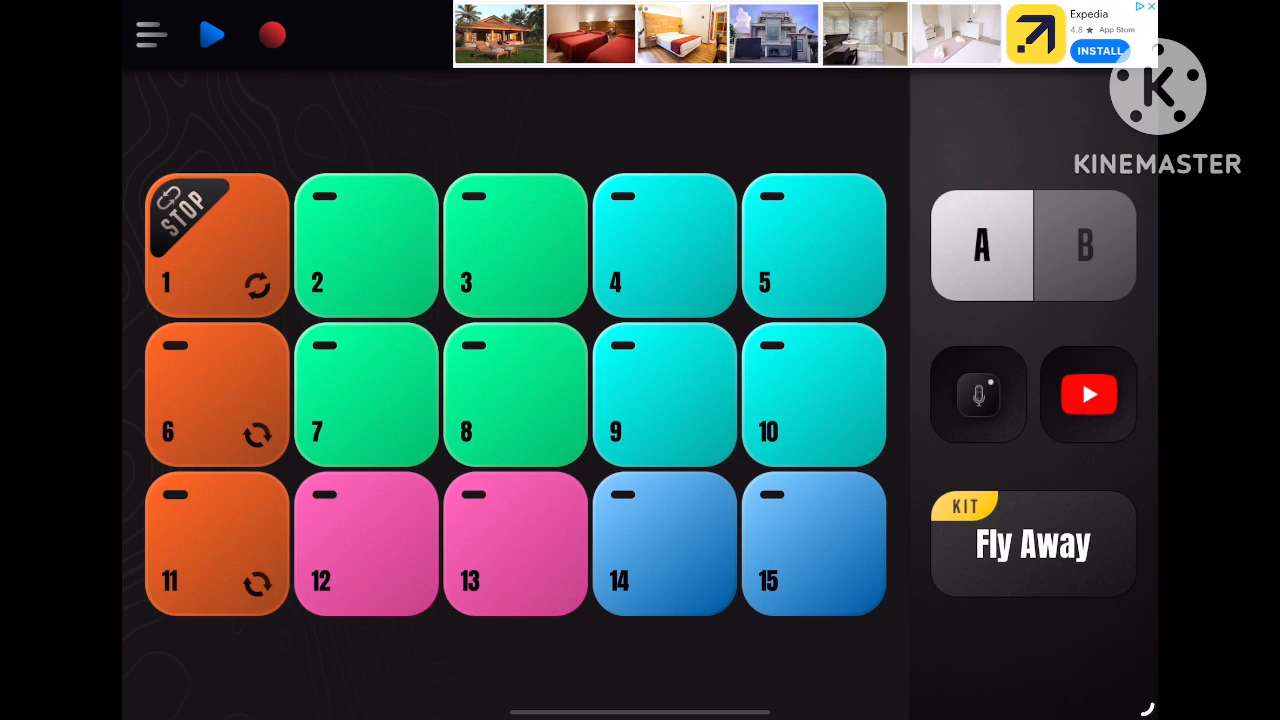 Expedia
4.8 ★ App Store
INSTALL
K
KINEMASTER
STOP
1
2
3
4
5
A
B
6
7
8
9
10
KIT
Fly Away
11
12
13
14
15